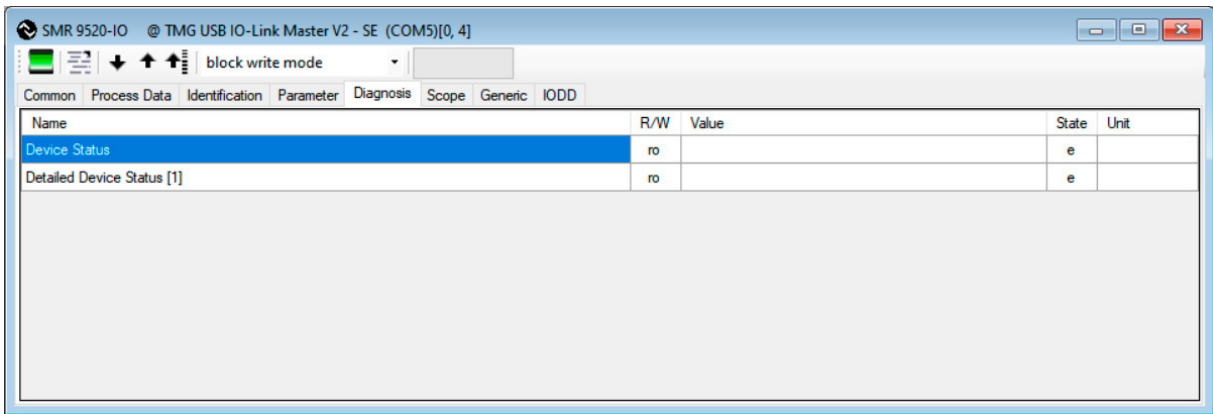 SMR 9520-IO @ TMG USB IO-Link Master V2 - SE (COM5)[0, 4]
block write mode
Common Process Data Identification Parameter Diagnosis Scope Generic IODD
Name R/W Value State Unit
Device Status ro e
Detailed Device Status [1] ro e